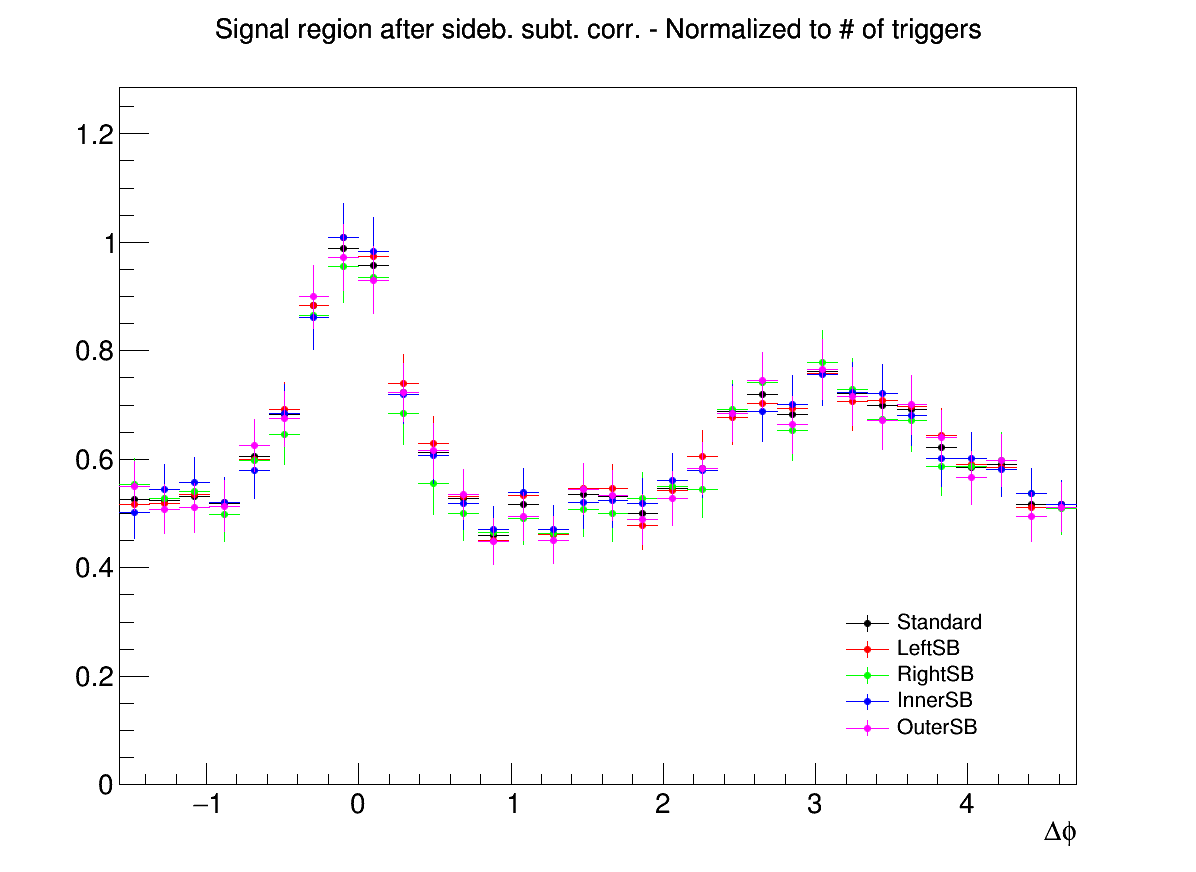 Signal region after sideb. subt. corr. - Normalized to # of triggers
1.2
1
0.8
0.6
0.4
0.2
0
Standard
LeftSB
RightSB
InnerSB
OuterSB
−1 0 1 2 3 4
Δϕ